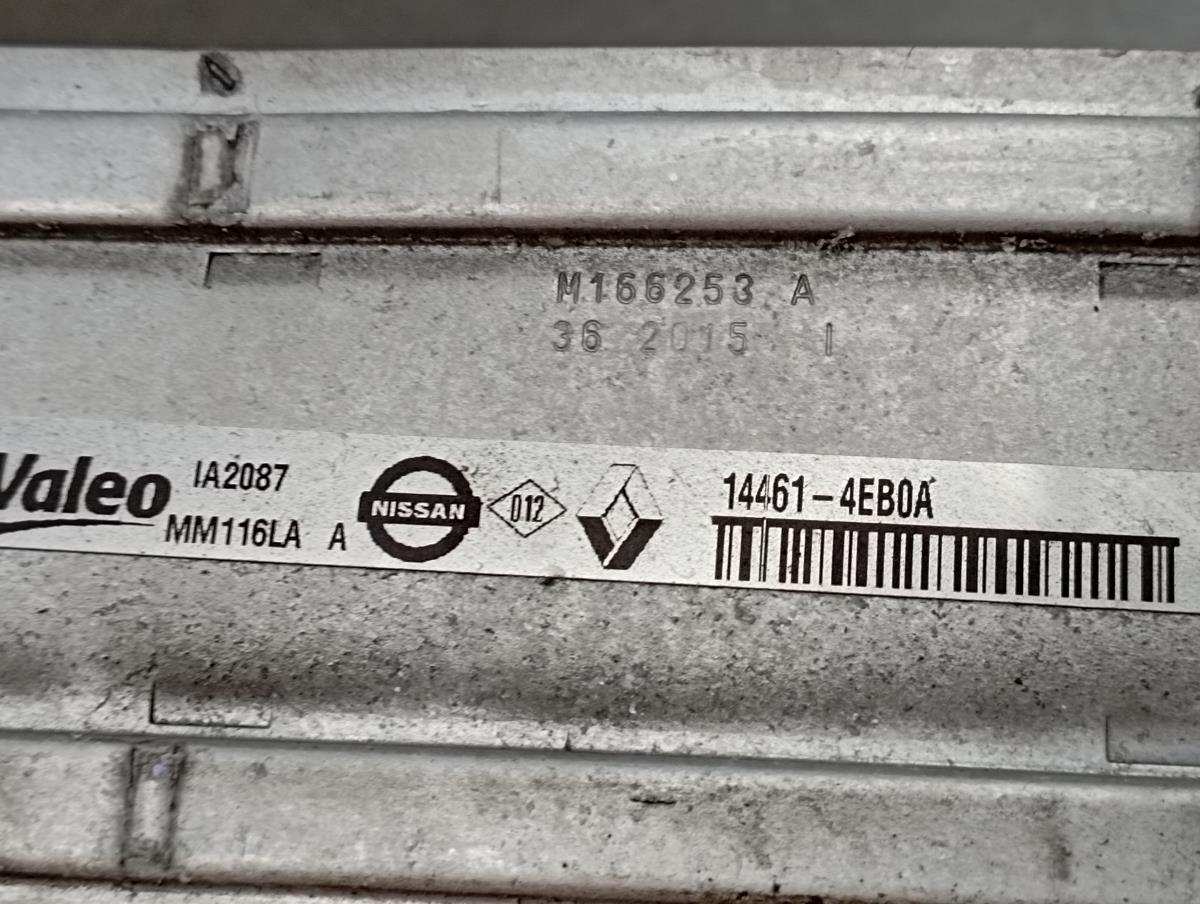 M166253 A
36 2015 I
Valeo IA2087
MM116LA A
NISSAN
012
14461-4EB0A